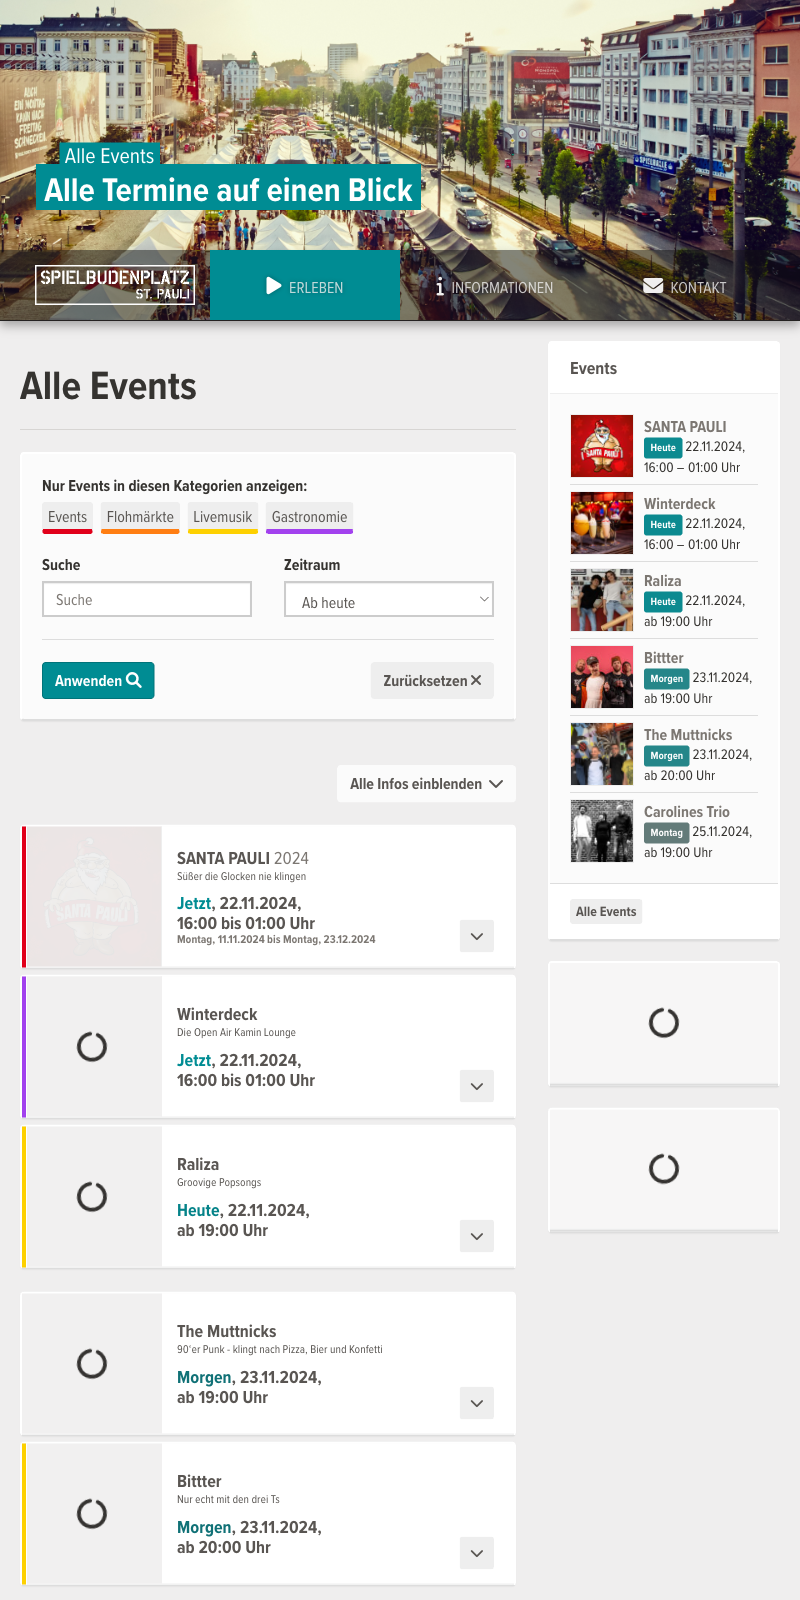 AUCH
EIN MOUTING
KANN NACH
FREITAG
SCHMECKEN
Alle Events
Alle Termine auf einen Blick
SPIELBUDENPLATZ
ST. PAULI
ERLEBEN
INFORMATIONEN
KONTAKT
Alle Events
Nur Events in diesen Kategorien anzeigen:
Events
Flohmärkte
Livemusik
Gastronomie
Suche
Zeitraum
Suche
Ab heute
Anwenden
Zurücksetzen
Alle Infos einblenden
SANTA PAULI 2024
Süßer die Glocken nie klingen
Jetzt, 22.11.2024,
16:00 bis 01:00 Uhr
Montag, 11.11.2024 bis Montag, 23.12.2024
Winterdeck
Die Open Air Kamin Lounge
Jetzt, 22.11.2024,
16:00 bis 01:00 Uhr
Raliza
Groovige Popsongs
Heute, 22.11.2024,
ab 19:00 Uhr
The Muttnicks
90'er Punk - klingt nach Pizza, Bier und Konfetti
Morgen, 23.11.2024,
ab 19:00 Uhr
Bittter
Nur echt mit den drei Ts
Morgen, 23.11.2024,
ab 20:00 Uhr
Events
SANTA PAULI
SANTA PAULI
Heute 22.11.2024,
16:00 – 01:00 Uhr
Winterdeck
Heute 22.11.2024,
16:00 – 01:00 Uhr
Raliza
Heute 22.11.2024,
ab 19:00 Uhr
Bittter
Morgen 23.11.2024,
ab 19:00 Uhr
The Muttnicks
Morgen 23.11.2024,
ab 20:00 Uhr
Carolines Trio
Montag 25.11.2024,
ab 19:00 Uhr
Alle Events